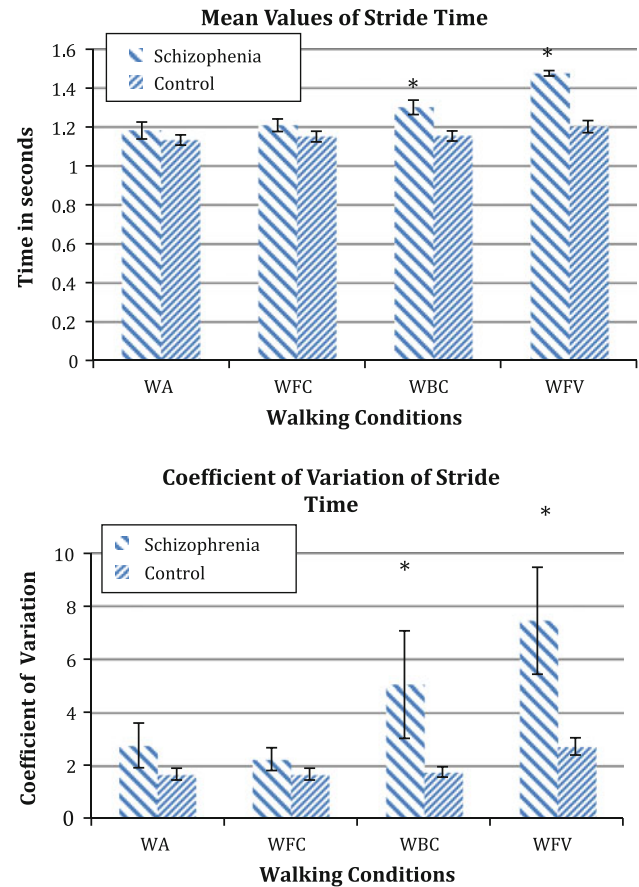 Mean Values of Stride Time
1.6
1.4
1.2
1
0.8
0.6
0.4
0.2
0
Time in seconds
Schizophenia
Control
*
*
WA
WFC
WBC
WFV
Walking Conditions
Coefficient of Variation of Stride
Time
10
8
6
4
2
0
Coefficient of Variation
Schizophrenia
Control
*
*
WA
WFC
WBC
WFV
Walking Conditions